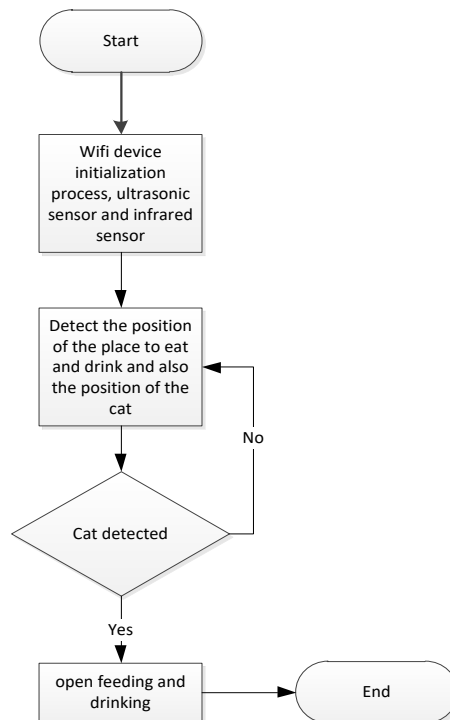 Start
Wifi device
initialization
process, ultrasonic
sensor and infrared
sensor
Detect the position
of the place to eat
and drink and also
the position of the
cat
No
Cat detected
Yes
open feeding and
drinking
End